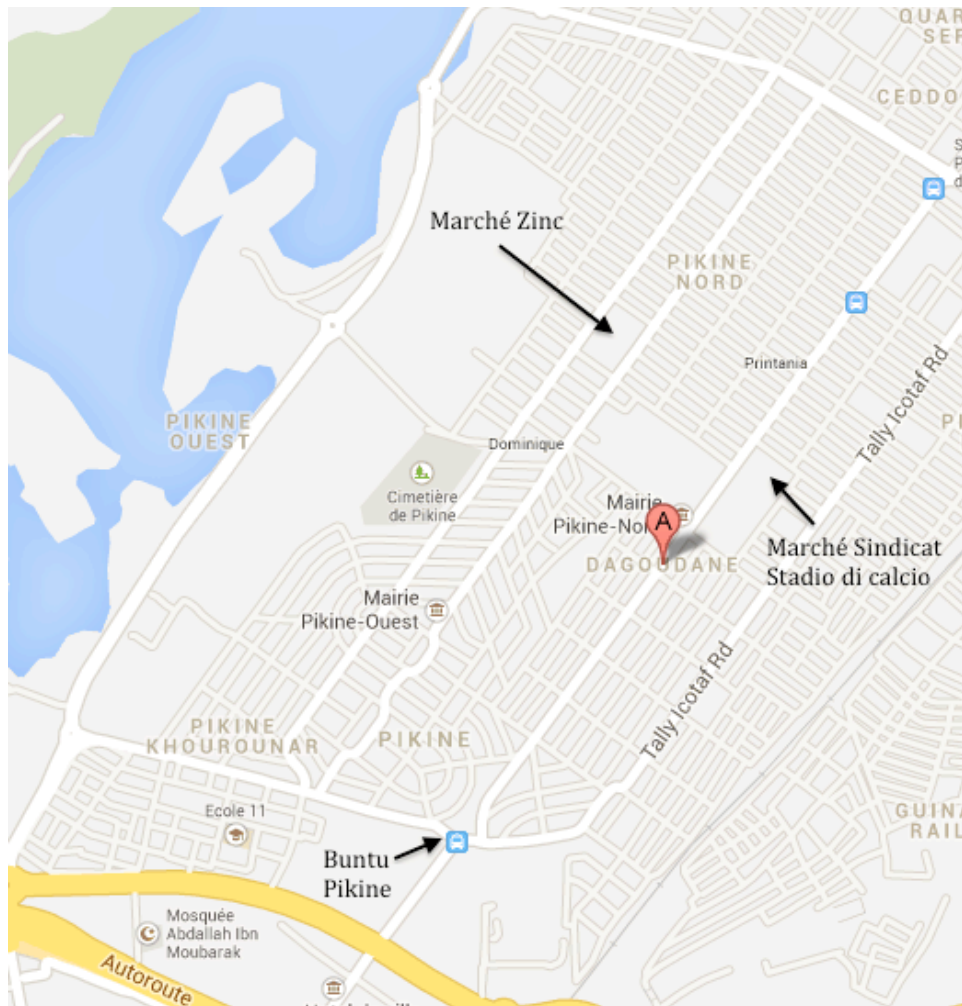 QUAR
SEF
CEDDO
S
P
d
Marché Zinc
PIKINE
NORD
Printania
Tally Icotaf Rd
PIKINE
OUEST
PI
Dominique
Cimetière
de Pikine
Mairie
Pikine-Nord
A
DAGOUDANE
Marché Sindicat
Stadio di calcio
Mairie
Pikine-Ouest
Tally Icotaf Rd
PIKINE
KHOUROUNAR
PIKINE
Ecole 11
GUINA
RAIL
Buntu
Pikine
Mosquée
Abdallah Ibn
Moubarak
Autoroute